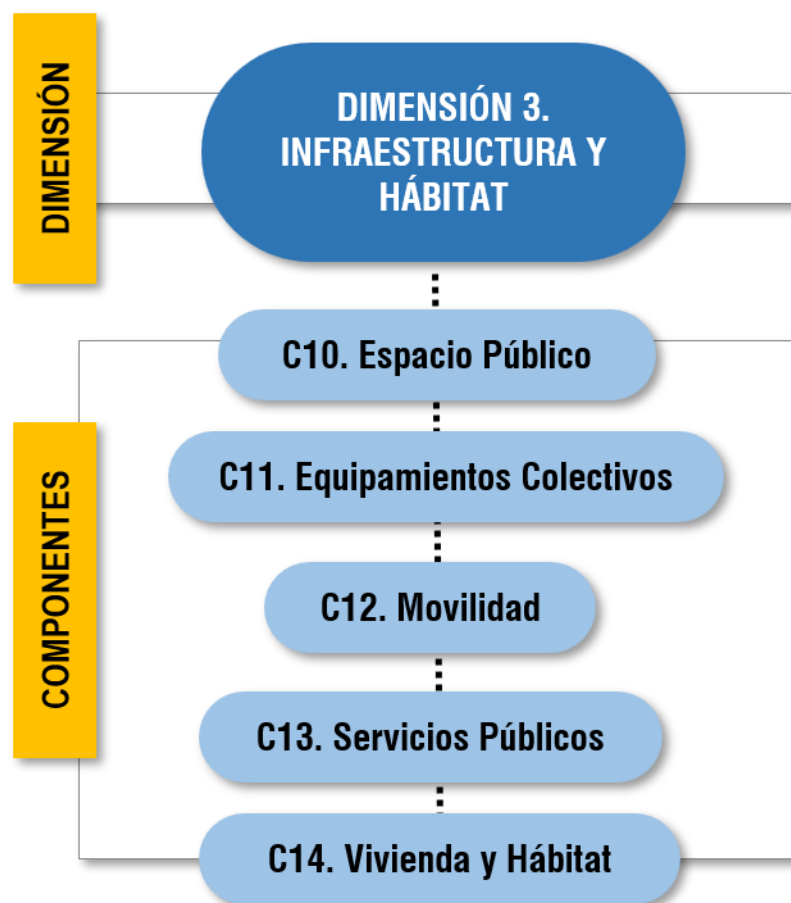 DIMENSIÓN
DIMENSIÓN 3.
INFRAESTRUCTURA Y
HÁBITAT
COMPONENTES
C10. Espacio Público
C11. Equipamientos Colectivos
C12. Movilidad
C13. Servicios Públicos
C14. Vivienda y Hábitat